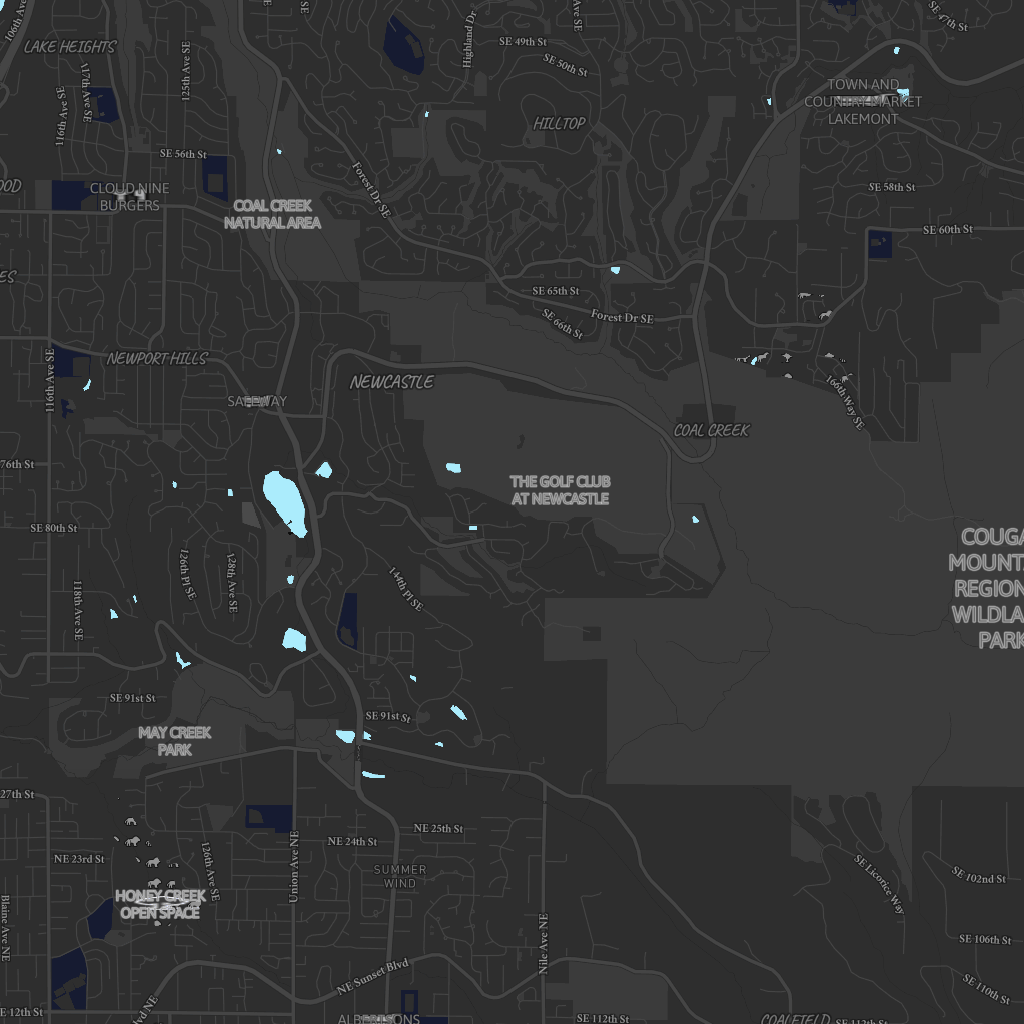 106th Ave SE
LAKE HEIGHTS
125th Ave SE
117th Ave SE
116th Ave SE
Highland Dr
Ave SE
SE 49th St
SE 50th St
SE 47th St
HILLTOP
TOWN AND
COUNTRY MARKET
LAKEMONT
SE 56th St
CLOUD NINE
BURGERS
COAL CREEK
NATURAL AREA
Forest Dr SE
SE 58th St
SE 60th St
SE 65th St
SE 66th St
Forest Dr SE
NEWPORT HILLS
116th Ave SE
NEWCASTLE
SAFEWAY
166th Way SE
COAL CREEK
76th St
THE GOLF CLUB
AT NEWCASTLE
SE 80th St
COUGA
MOUNTA
REGION
WILDLA
PARK
126th Pl SE
128th Ave SE
118th Ave SE
144th Pl SE
SE 91st St
SE 91st St
MAY CREEK
PARK
27th St
NE 25th St
NE 24th St
NE 23rd St
126th Ave SE
Union Ave NE
SUMMER
WIND
SE Licorice Way
SE 102nd St
HONEY CREEK
OPEN SPACE
Blaine Ave NE
Nile Ave NE
SE 106th St
NE Sunset Blvd
SE 110th St
E 12th St
lvd NE
ALBERTSONS
SE 112th St
COALFIELD
SE 112th St